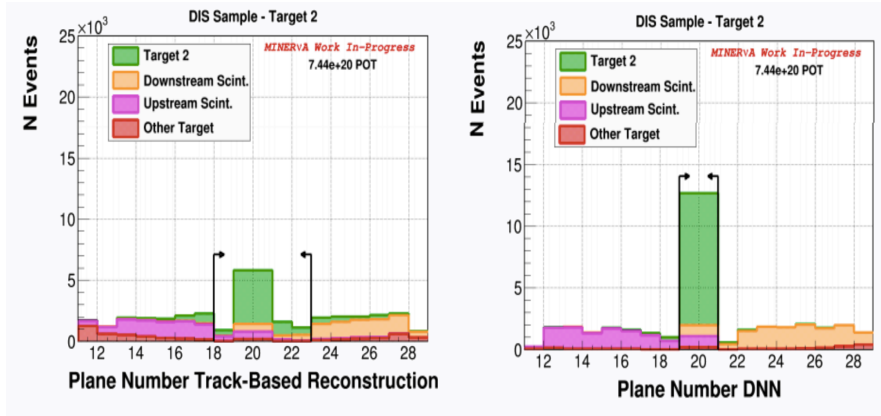 DIS Sample - Target 2
25 ×10³
MINERνA Work In-Progress
7.44e+20 POT
Target 2
Downstream Scint.
Upstream Scint.
Other Target
N Events
20
15
10
5
0
12 14 16 18 20 22 24 26 28
Plane Number Track-Based Reconstruction
DIS Sample - Target 2
25 ×10³
MINERνA Work In-Progress
7.44e+20 POT
Target 2
Downstream Scint.
Upstream Scint.
Other Target
N Events
20
15
10
5
0
12 14 16 18 20 22 24 26 28
Plane Number DNN